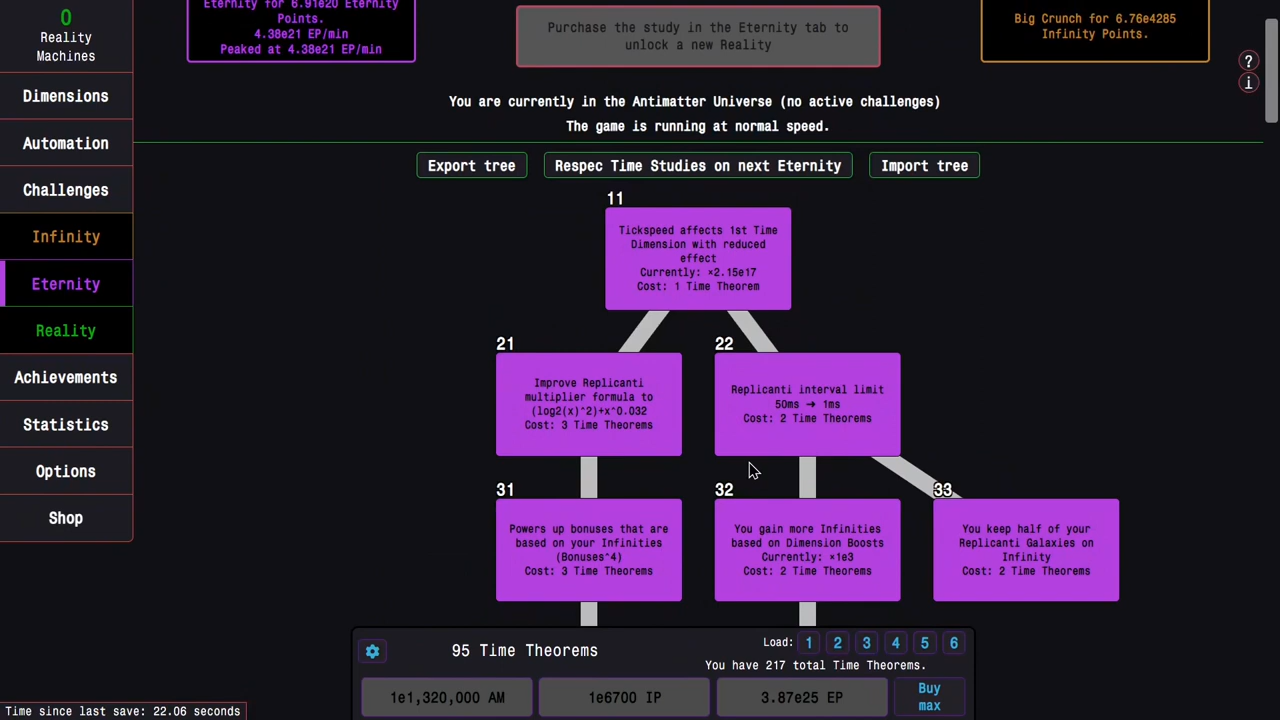 0
Reality
Machines
Dimensions
Automation
Challenges
Infinity
Eternity
Reality
Achievements
Statistics
Options
Shop
Eternity for 6.91e20 Eternity
Points.
4.38e21 EP/min
Peaked at 4.38e21 EP/min
Purchase the study in the Eternity tab to
unlock a new Reality
Big Crunch for 6.76e4285
Infinity Points.
?
i
You are currently in the Antimatter Universe (no active challenges)
The game is running at normal speed.
Export tree
Respec Time Studies on next Eternity
Import tree
11
Tickspeed affects 1st Time
Dimension with reduced
effect
Currently: ×2.15e17
Cost: 1 Time Theorem
21
Improve Replicanti
multiplier formula to
(log2(x)^2)+x^0.032
Cost: 3 Time Theorems
22
Replicanti interval limit
50ms ➜ 1ms
Cost: 2 Time Theorems
31
Powers up bonuses that are
based on your Infinities
(Bonuses^4)
Cost: 3 Time Theorems
32
You gain more Infinities
based on Dimension Boosts
Currently: ×1e3
Cost: 2 Time Theorems
33
You keep half of your
Replicanti Galaxies on
Infinity
Cost: 2 Time Theorems
95 Time Theorems
Load: 1 2 3 4 5 6
You have 217 total Time Theorems.
1e1,320,000 AM
1e6700 IP
3.87e25 EP
Buy
max
Time since last save: 22.06 seconds